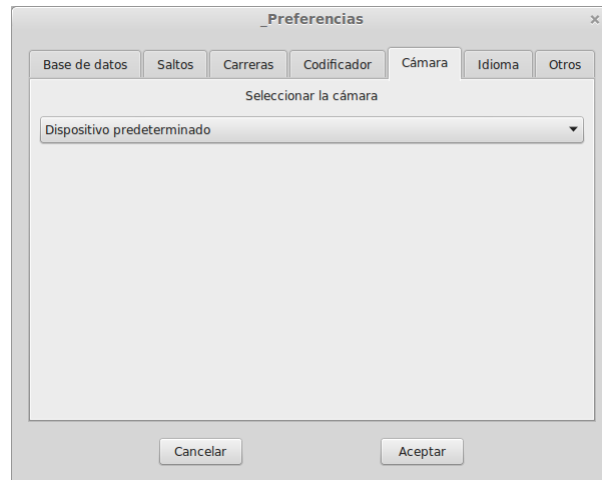 _Preferencias ×
Base de datos Saltos Carreras Codificador Cámara Idioma Otros
Seleccionar la cámara
Dispositivo predeterminado
Cancelar Aceptar